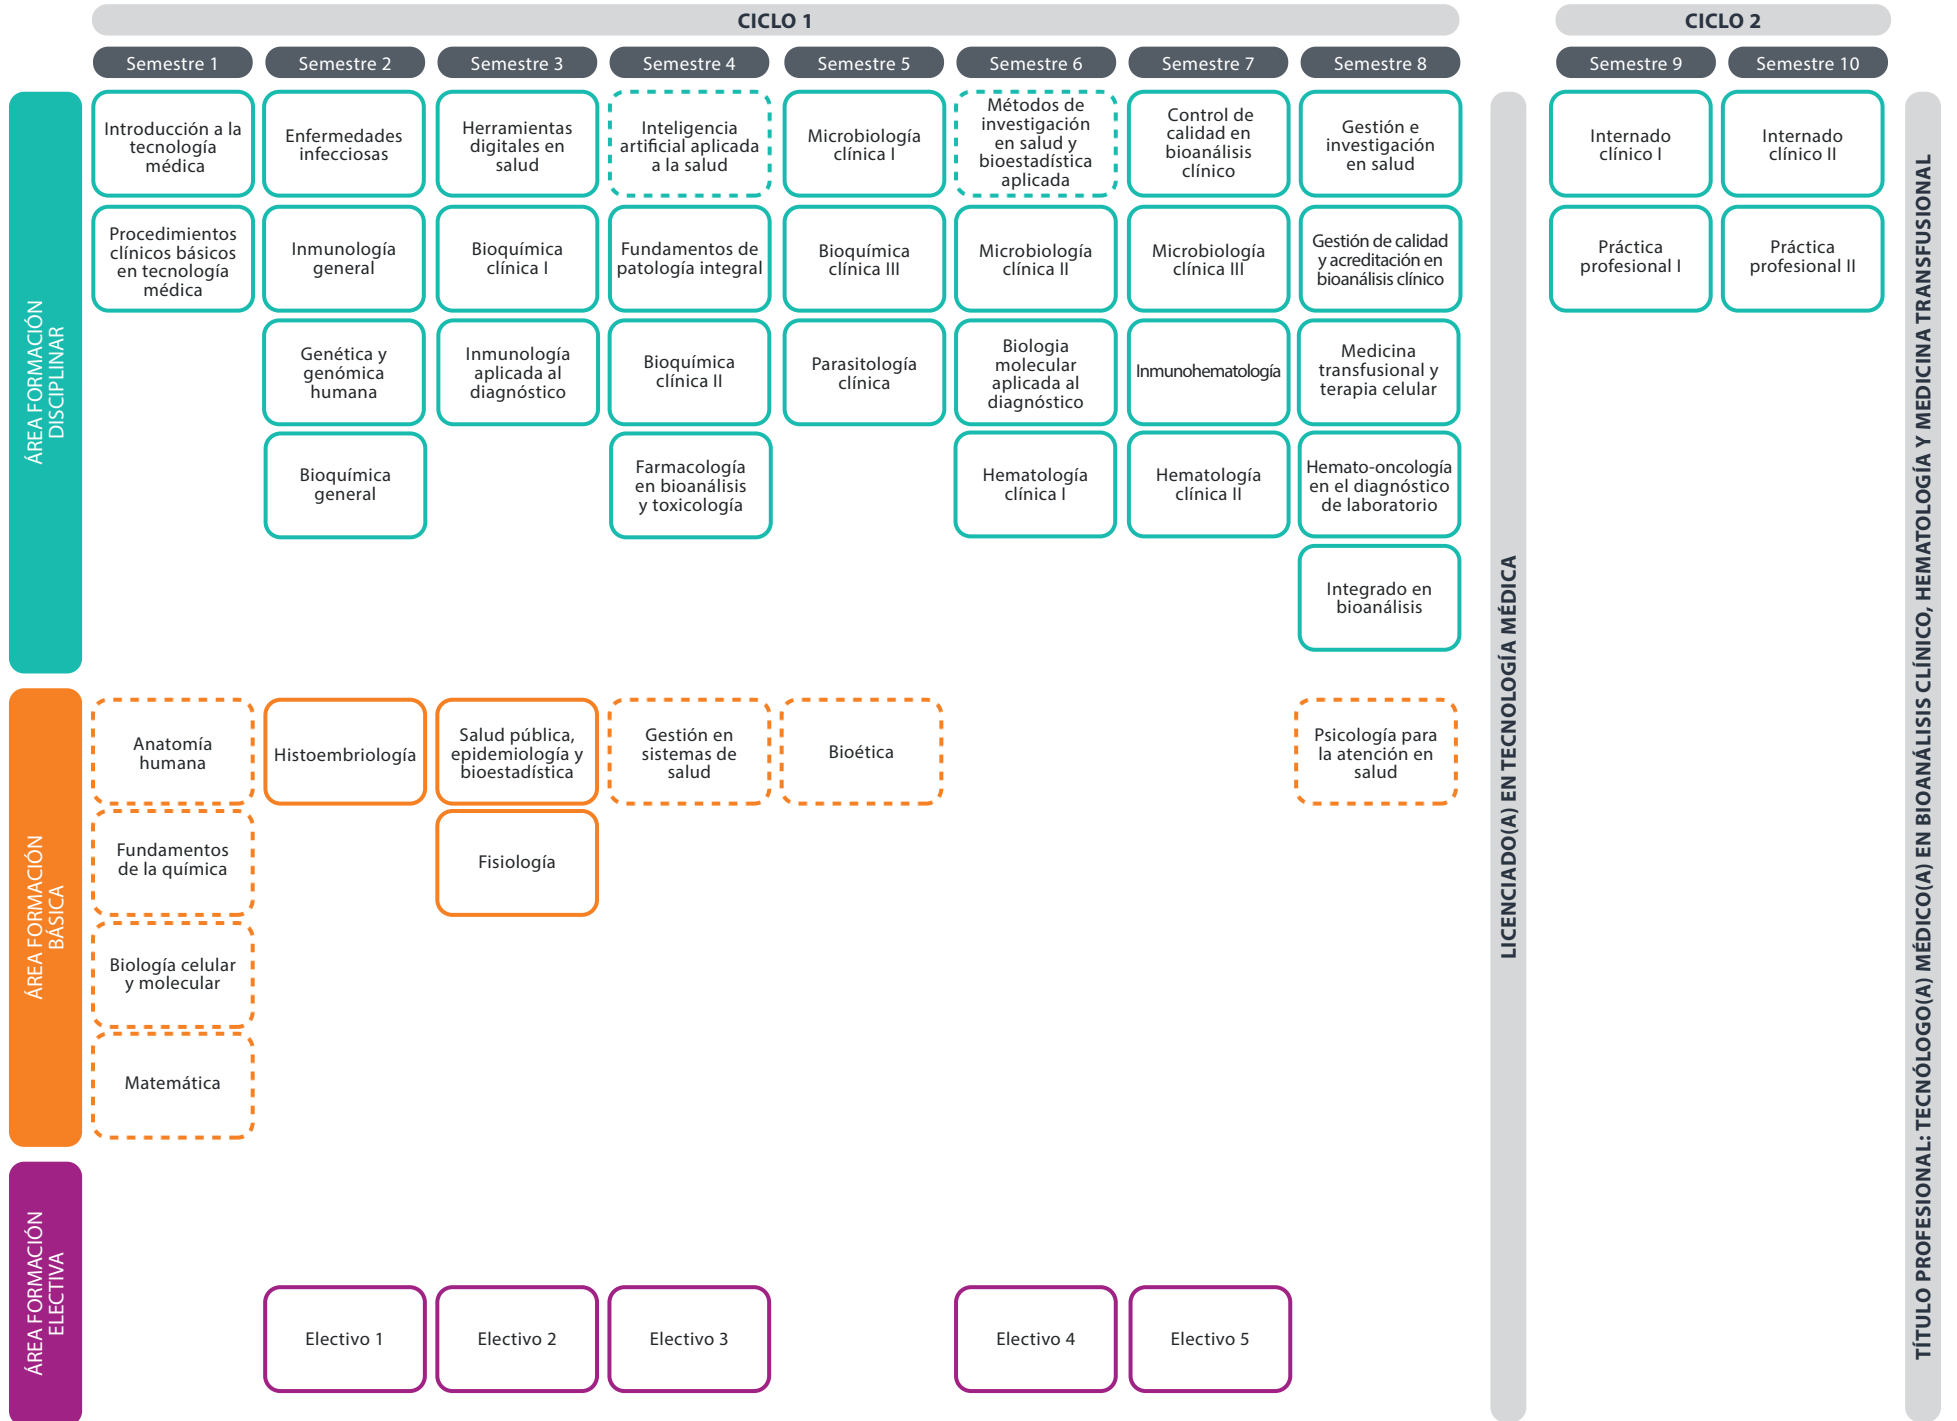 CICLO 1
CICLO 2
Semestre 1
Semestre 2
Semestre 3
Semestre 4
Semestre 5
Semestre 6
Semestre 7
Semestre 8
Semestre 9
Semestre 10
ÁREA FORMACIÓN
DISCIPLINAR
Introducción a la
tecnología
médica
Enfermedades
infecciosas
Herramientas
digitales en
salud
Inteligencia
artificial aplicada
a la salud
Microbiología
clínica I
Métodos de
investigación
en salud y
bioestadística
aplicada
Control de
calidad en
bioanálisis
clínico
Gestión e
investigación
en salud
Internado
clínico I
Internado
clínico II
Procedimientos
clínicos básicos
en tecnología
médica
Inmunología
general
Bioquímica
clínica I
Fundamentos de
patología integral
Bioquímica
clínica III
Microbiología
clínica II
Microbiología
clínica III
Gestión de calidad
y acreditación en
bioanálisis clínico
Práctica
profesional I
Práctica
profesional II
Genética y
genómica
humana
Inmunología
aplicada al
diagnóstico
Bioquímica
clínica II
Parasitología
clínica
Biologia
molecular
aplicada al
diagnóstico
Inmunohematología
Medicina
transfusional y
terapia celular
Bioquímica
general
Farmacología
en bioanálisis
y toxicología
Hematología
clínica I
Hematología
clínica II
Hemato-oncología
en el diagnóstico
de laboratorio
Integrado en
bioanálisis
ÁREA FORMACIÓN
BÁSICA
Anatomía
humana
Histoembriología
Salud pública,
epidemiología y
bioestadística
Gestión en
sistemas de
salud
Bioética
Psicología para
la atención en
salud
Fundamentos
de la química
Fisiología
Biología celular
y molecular
Matemática
ÁREA FORMACIÓN
ELECTIVA
Electivo 1
Electivo 2
Electivo 3
Electivo 4
Electivo 5
LICENCIADO(A) EN TECNOLOGÍA MÉDICA
TÍTULO PROFESIONAL: TECNÓLOGO(A) MÉDICO(A) EN BIOANÁLISIS CLÍNICO, HEMATOLOGÍA Y MEDICINA TRANSFUSIONAL